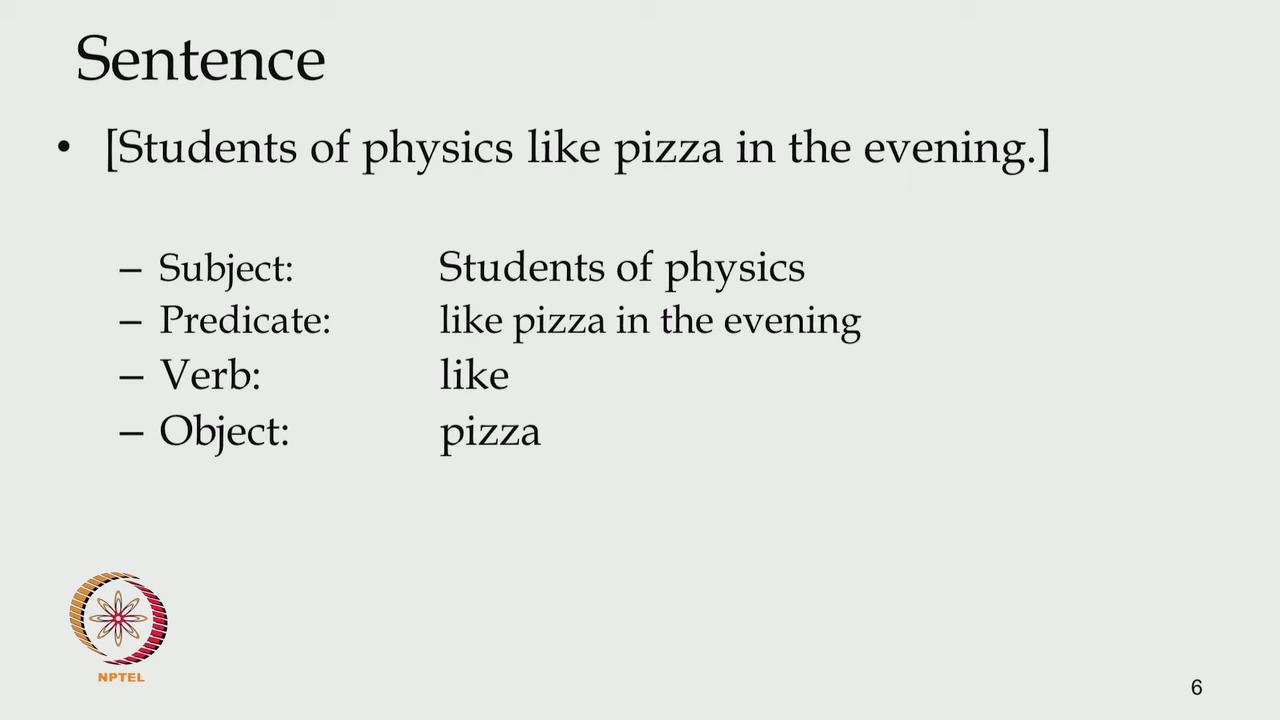 Sentence
• [Students of physics like pizza in the evening.]
– Subject: Students of physics
– Predicate: like pizza in the evening
– Verb: like
– Object: pizza
NPTEL
6